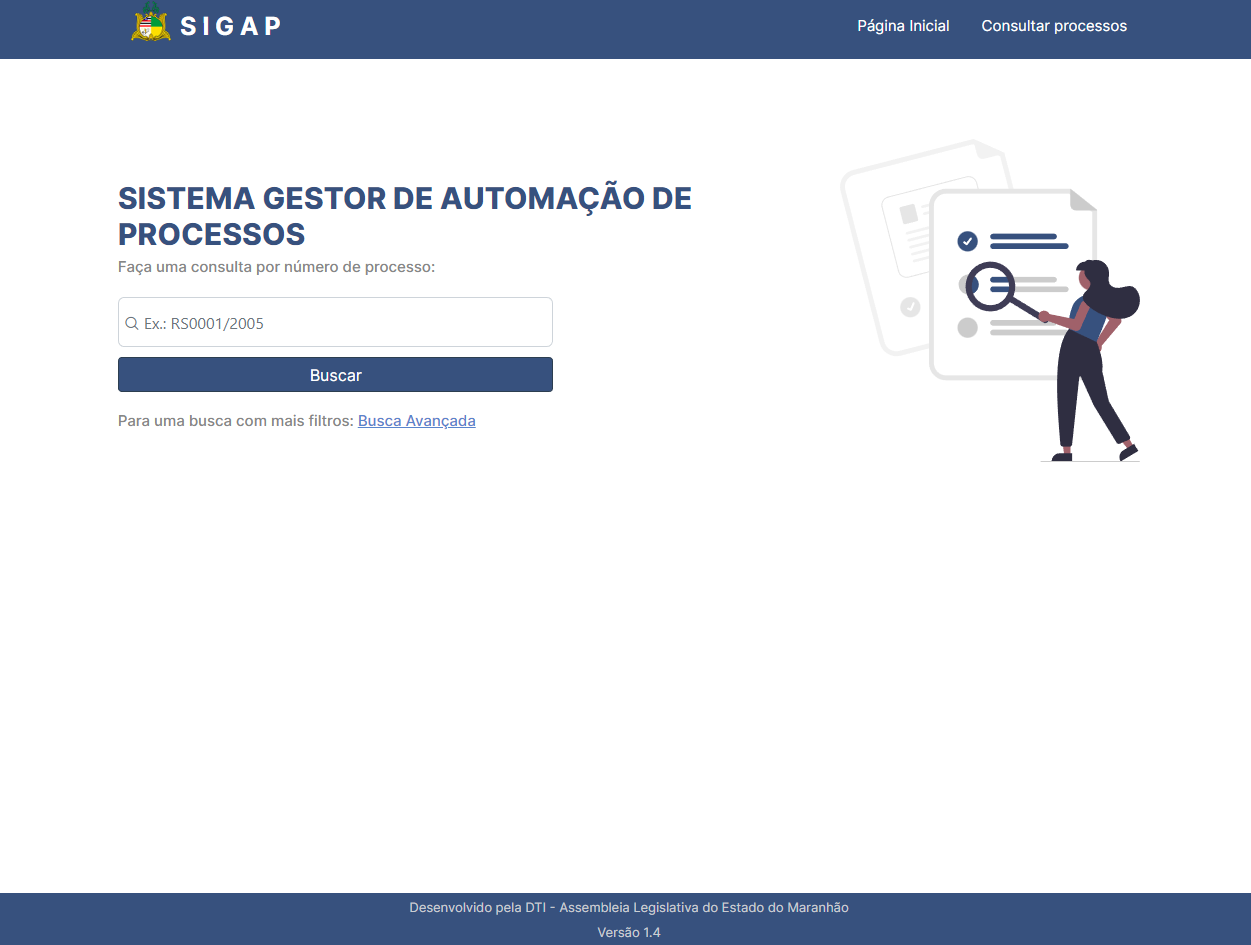 SIGAP
Página Inicial
Consultar processos
SISTEMA GESTOR DE AUTOMAÇÃO DE
PROCESSOS
Faça uma consulta por número de processo:
Ex.: RS0001/2005
Buscar
Para uma busca com mais filtros: Busca Avançada
Desenvolvido pela DTI - Assembleia Legislativa do Estado do Maranhão
Versão 1.4